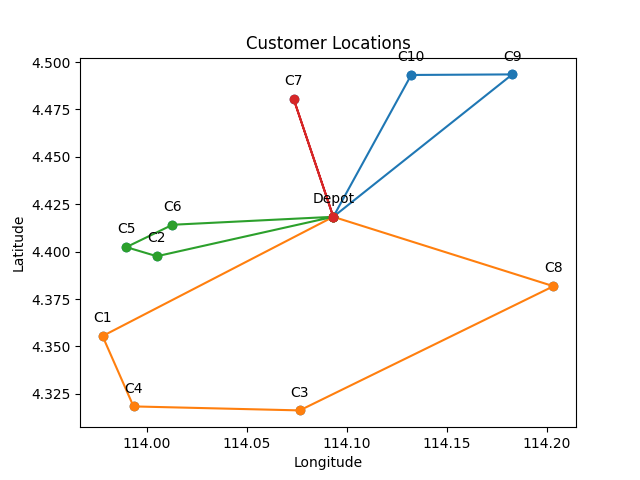 Customer Locations
4.500
4.475
4.450
4.425
4.400
4.375
4.350
4.325
Latitude
C10
C9
C7
Depot
C6
C5
C2
C8
C1
C4
C3
114.00
114.05
114.10
114.15
114.20
Longitude